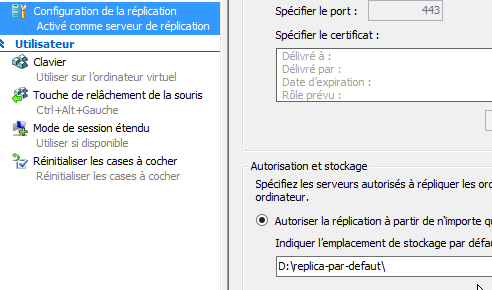 Configuration de la réplication
Activé comme serveur de réplication
Utilisateur
Clavier
Utiliser sur l'ordinateur virtuel
Touche de relâchement de la souris
Ctrl+Alt+Gauche
Mode de session étendu
Utiliser si disponible
Réinitialiser les cases à cocher
Réinitialiser les cases à cocher
Spécifier le port :
443
Spécifier le certificat :
Délivré à :
Délivré par :
Date d'expiration :
Rôle prévu :
Autorisation et stockage
Spécifiez les serveurs autorisés à répliquer les
ordinateur.
Autoriser la réplication à partir de n'importe
Indiquer l'emplacement de stockage par
D:\replica-par-defaut\